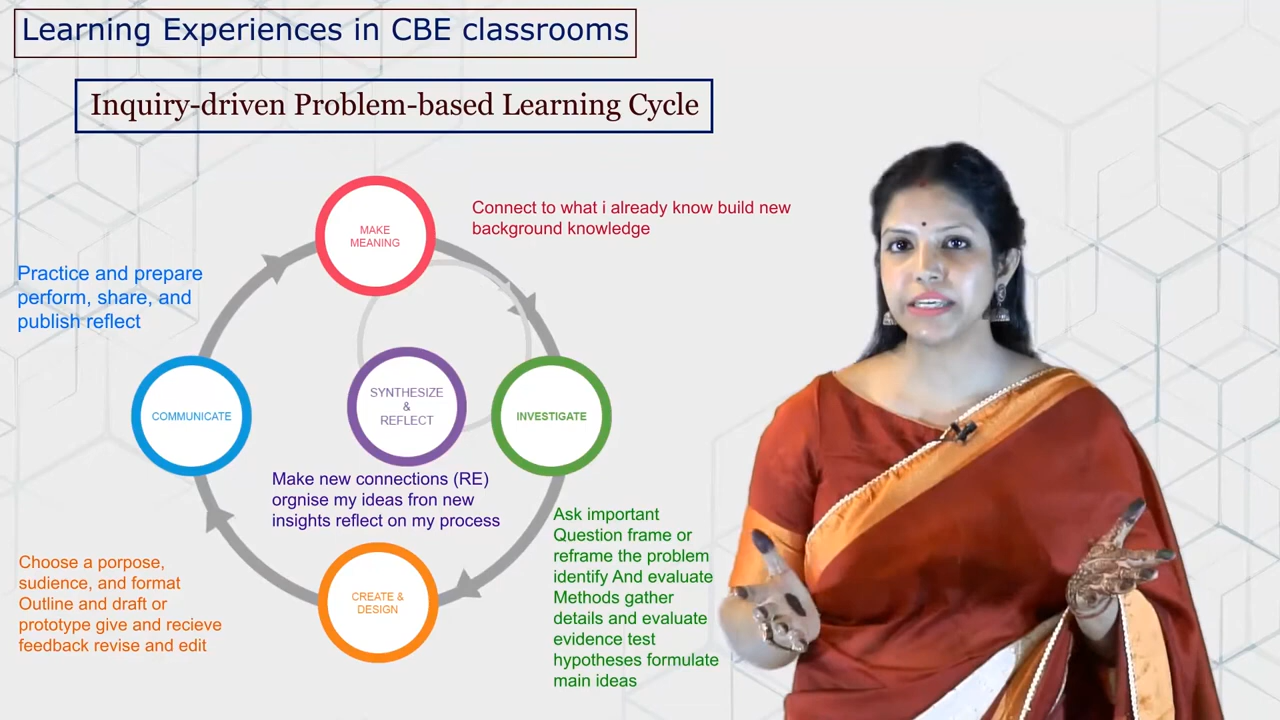 Learning Experiences in CBE classrooms
Inquiry-driven Problem-based Learning Cycle
MAKE
MEANING
Connect to what i already know build new
background knowledge
Practice and prepare
perform, share, and
publish reflect
COMMUNICATE
SYNTHESIZE
&
REFLECT
INVESTIGATE
Make new connections (RE)
orgnise my ideas fron new
insights reflect on my process
Ask important
Question frame or
reframe the problem
identify And evaluate
Methods gather
details and evaluate
evidence test
hypotheses formulate
main ideas
Choose a porpose,
sudience, and format
Outline and draft or
prototype give and recieve
feedback revise and edit
CREATE &
DESIGN